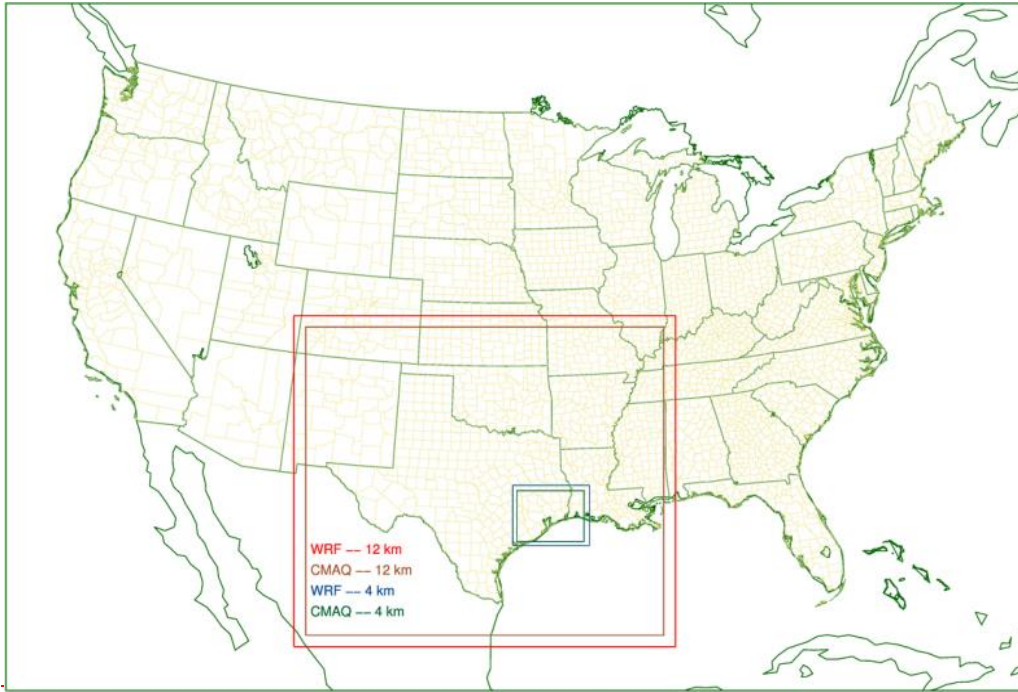 WRF –– 12 km
CMAQ –– 12 km
WRF –– 4 km
CMAQ –– 4 km